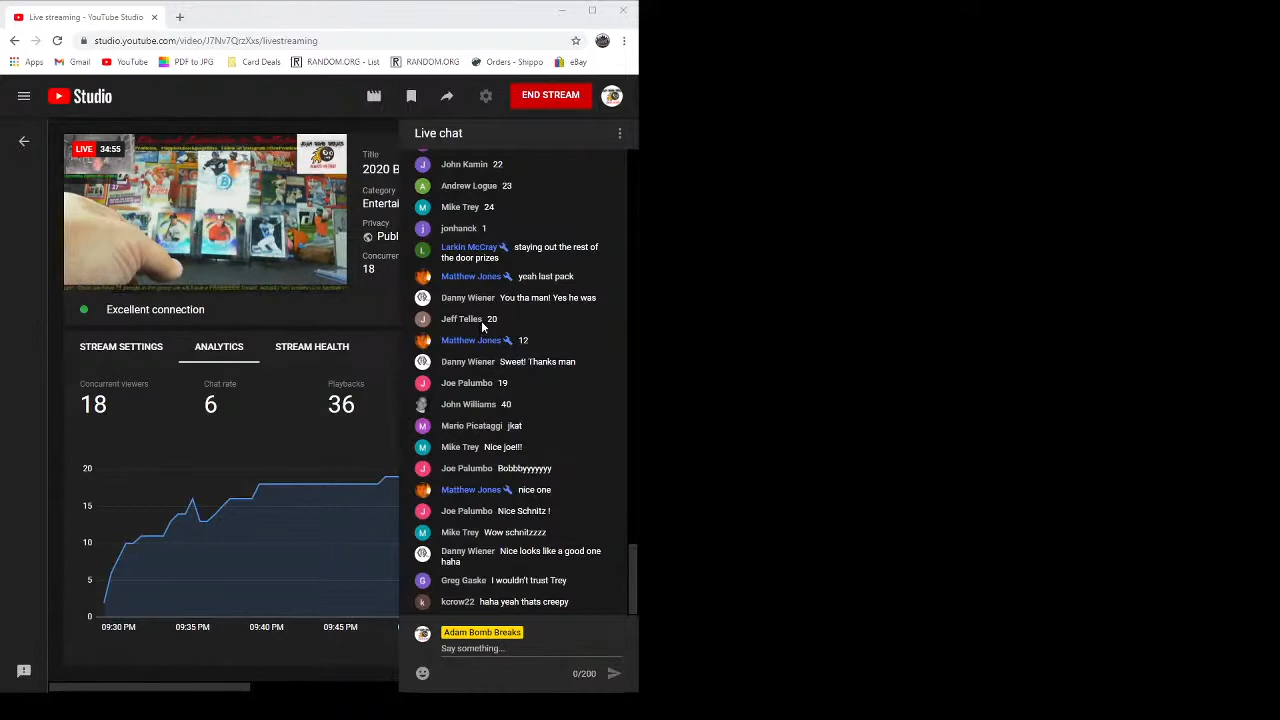 Live streaming - YouTube Studio
studio.youtube.com/video/J7Nv7QrzXxs/livestreaming
Apps Gmail YouTube PDF to JPG Card Deals RANDOM.ORG - List RANDOM.ORG Orders - Shippo eBay
Studio
END STREAM
LIVE 34:55
Title
2020 B
Category
Entertai
Privacy
Publ
Concurren
18
Excellent connection
STREAM SETTINGS ANALYTICS STREAM HEALTH
Concurrent viewers Chat rate Playbacks
18 6 36
20
15
10
5
0
09:30 PM 09:35 PM 09:40 PM 09:45 PM
Live chat
John Kamin 22
Andrew Logue 23
Mike Trey 24
jonhanck 1
Larkin McCray staying out the rest of
the door prizes
Matthew Jones yeah last pack
Danny Wiener You tha man! Yes he was
Jeff Telles 20
Matthew Jones 12
Danny Wiener Sweet! Thanks man
Joe Palumbo 19
John Williams 40
Mario Picataggi jkat
Mike Trey Nice joe!!!
Joe Palumbo Bobbbyyyyyyy
Matthew Jones nice one
Joe Palumbo Nice Schnitz !
Mike Trey Wow schnitzzzz
Danny Wiener Nice looks like a good one
haha
Greg Gaske I wouldn't trust Trey
kcrow22 haha yeah thats creepy
Adam Bomb Breaks
Say something...
0/200